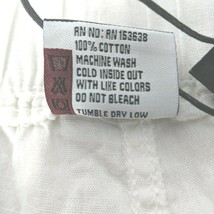 RN NO: RN 153638
100% COTTON
MACHINE WASH
COLD INSIDE OUT
WITH LIKE COLORS
DO NOT BLEACH
TUMBLE DRY LOW